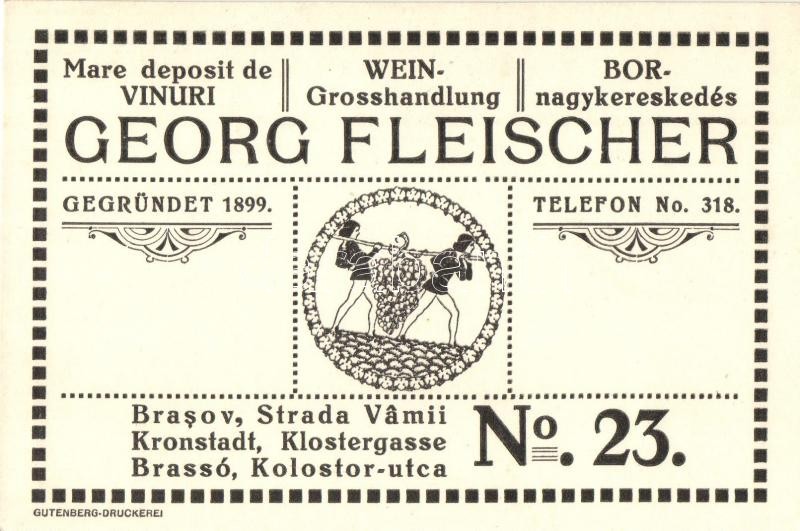 Mare deposit de VINURI
WEIN-
Grosshandlung
BOR-
nagykereskedés
GEORG FLEISCHER
GEGRÜNDET 1899.
TELEFON No. 318.
Brașov, Strada Vâmii
Kronstadt, Klostergasse
Brassó, Kolostor-utca
No. 23.
GUTENBERG-DRUCKEREI